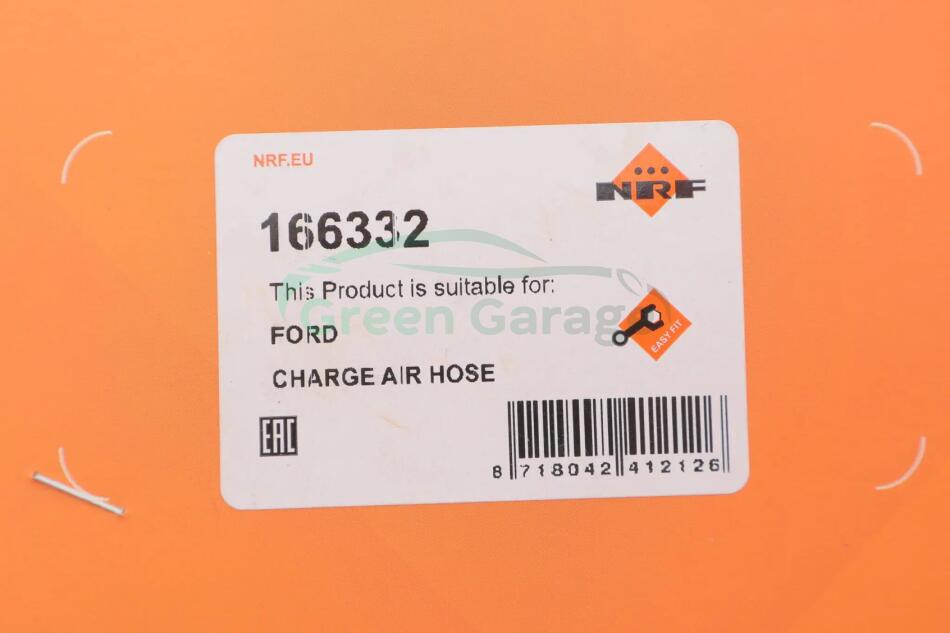 NRF.EU
NRF
166332
This Product is suitable for:
Green Garag
FORD
EASY FIT
CHARGE AIR HOSE
EAC
8 718042 412126